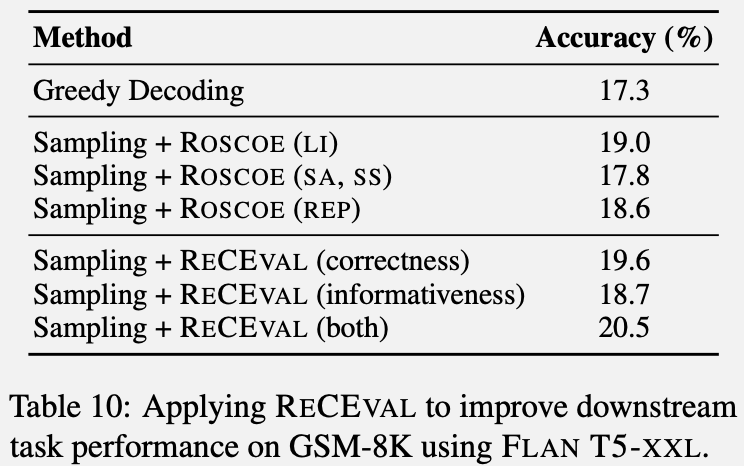 Method Accuracy (%)
Greedy Decoding 17.3
Sampling + ROSCOE (LI) 19.0
Sampling + ROSCOE (SA, SS) 17.8
Sampling + ROSCOE (REP) 18.6
Sampling + RECEVAL (correctness) 19.6
Sampling + RECEVAL (informativeness) 18.7
Sampling + RECEVAL (both) 20.5
Table 10: Applying RECEVAL to improve downstream
task performance on GSM-8K using FLAN T5-XXL.